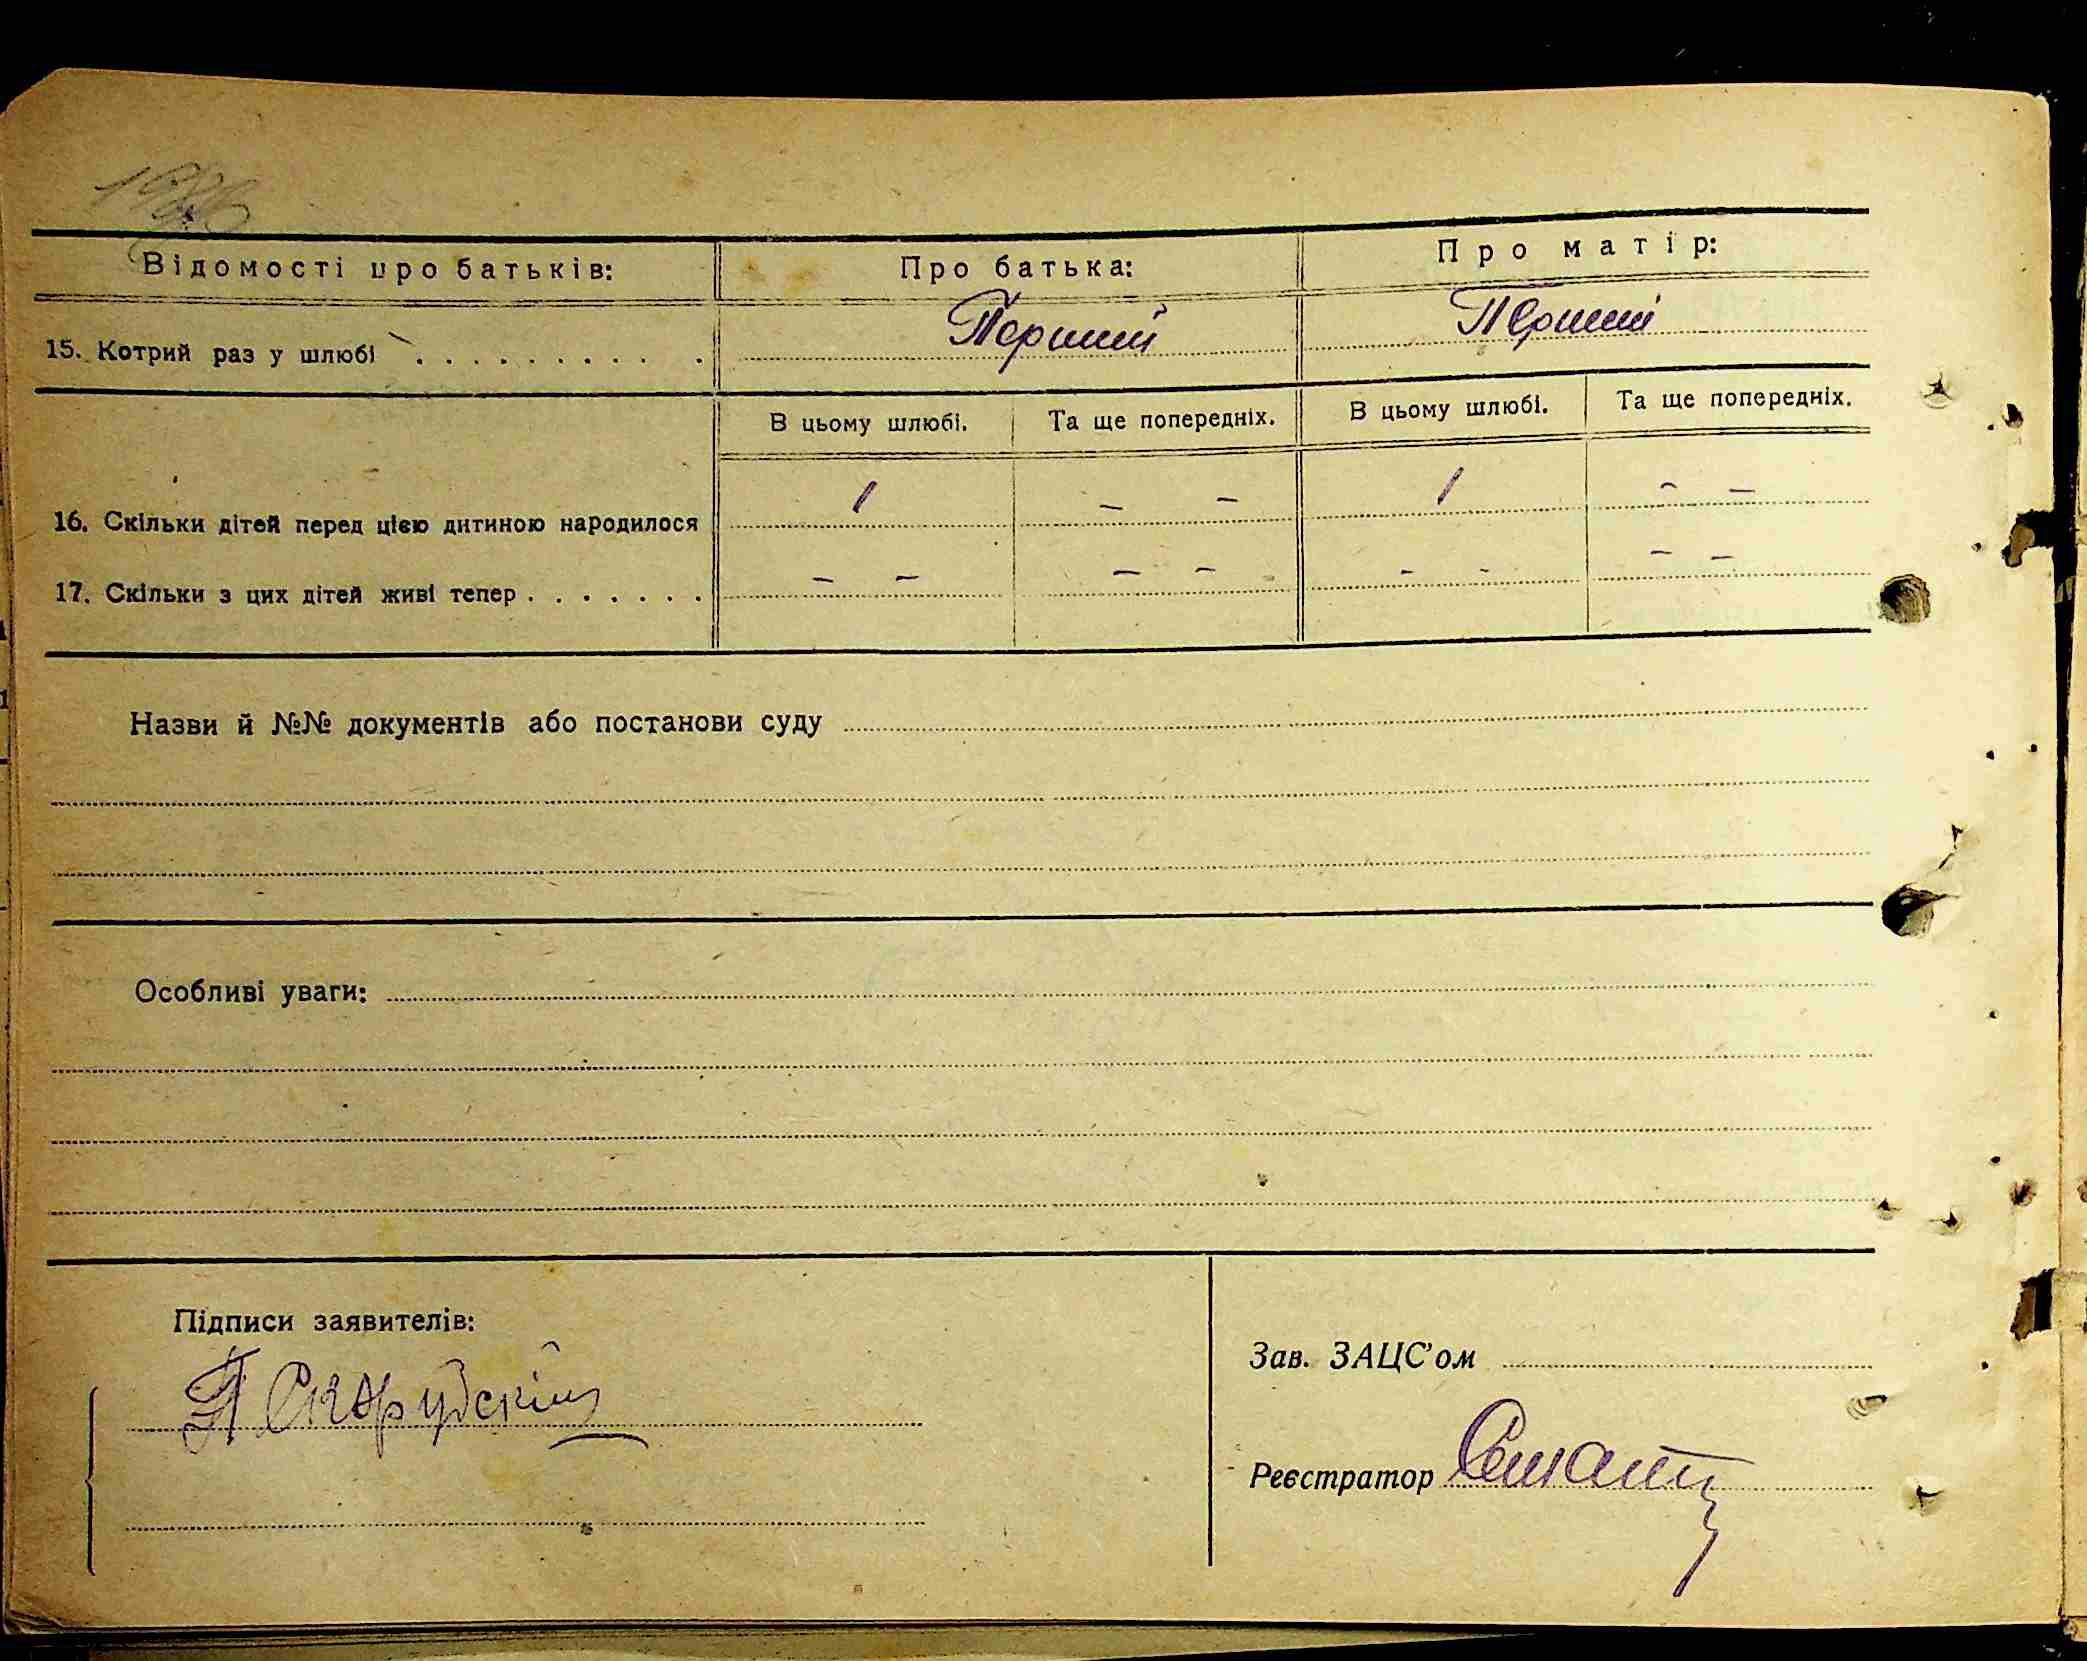 Відомості про батьків: Про батька: Про матір:
15. Котрий раз у шлюбі . . . . . . . . . . Перший Перший
В цьому шлюбі. Та ще попередніх. В цьому шлюбі. Та ще попередніх.
16. Скільки дітей перед цією дитиною народилося 1 – – 1 – –
17. Скільки з цих дітей живі тепер . . . . . . . – – – – – – – –
Назви й №№ документів або постанови суду
Особливі уваги:
Підписи заявителів:
Зав. ЗАЦС'ом
Реєстратор